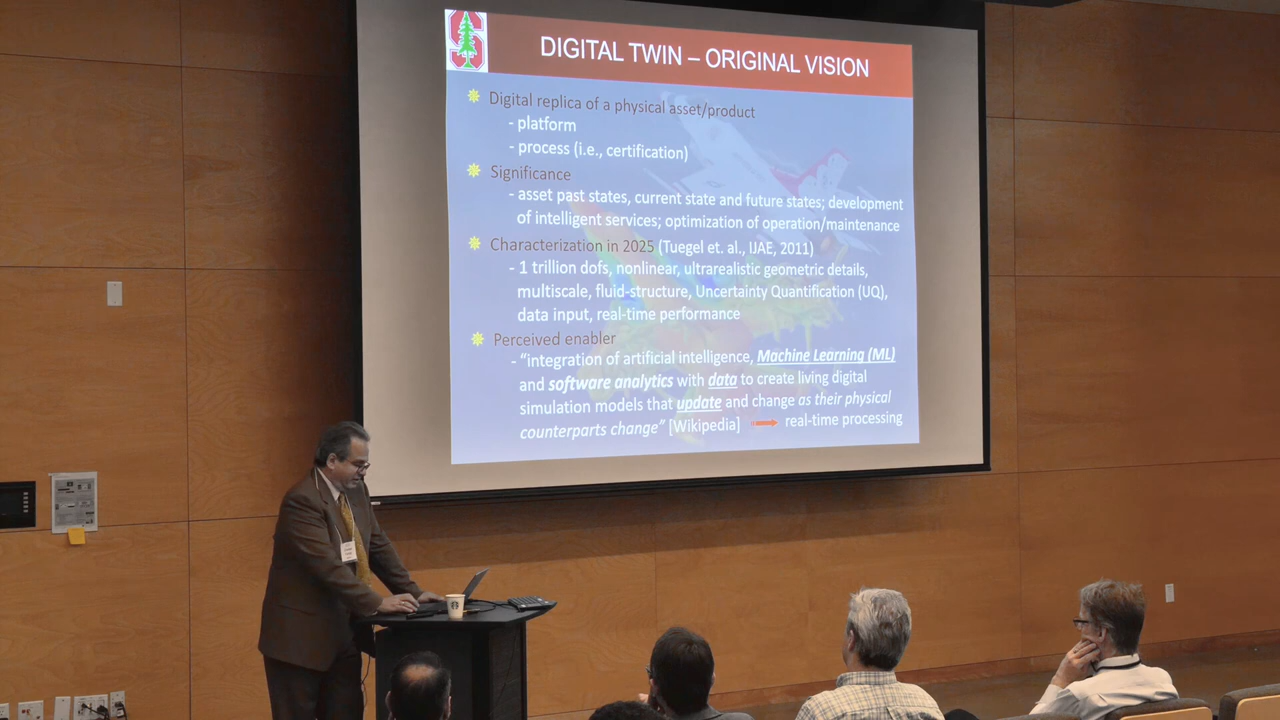 DIGITAL TWIN – ORIGINAL VISION
Digital replica of a physical asset/product
- platform
- process (i.e., certification)
Significance
- asset past states, current state and future states; development
of intelligent services; optimization of operation/maintenance
Characterization in 2025 (Tuegel et. al., IJAE, 2011)
- 1 trillion dofs, nonlinear, ultrarealistic geometric details,
multiscale, fluid-structure, Uncertainty Quantification (UQ),
data input, real-time performance
Perceived enabler
- “integration of artificial intelligence, Machine Learning (ML)
and software analytics with data to create living digital
simulation models that update and change as their physical
counterparts change” [Wikipedia] real-time processing